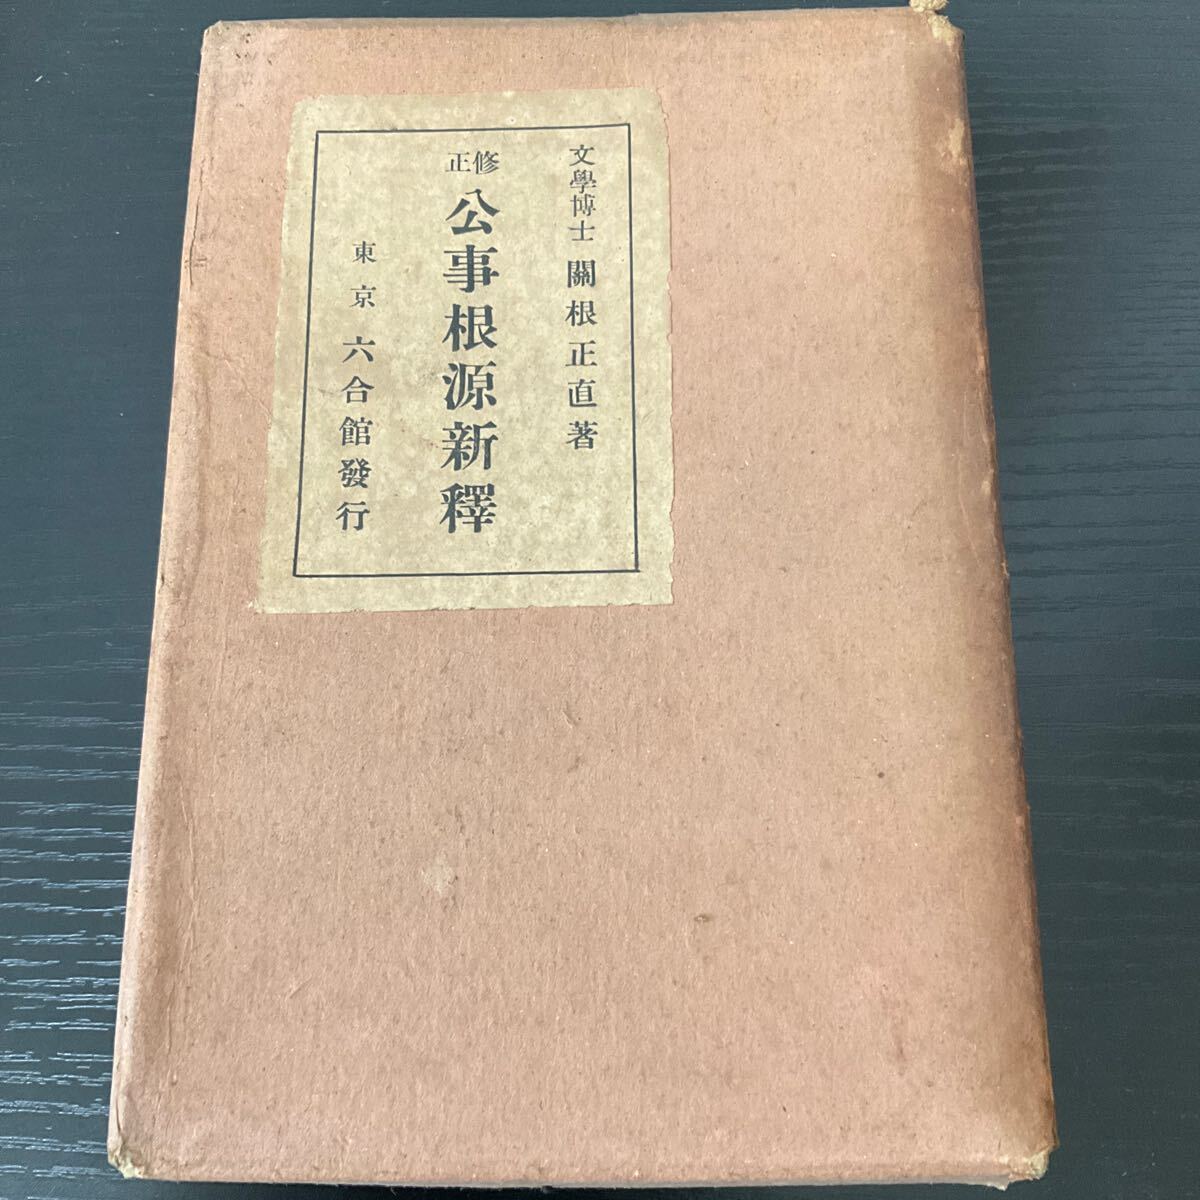 文學博士 關根正直著
修正 公事根源新釋
東京 六合館發行